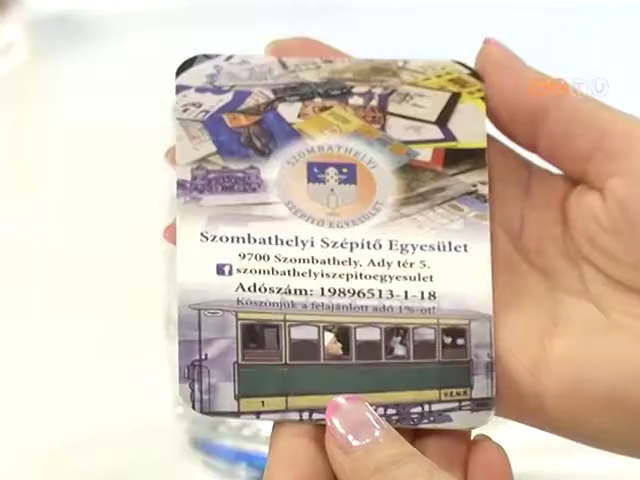 SZOMBATHELYI
SZÉPÍTŐ EGYESÜLET
Szombathelyi Szépítő Egyesület
9700 Szombathely, Ady tér 5.
f szombathelyiszepitoegyesulet
Adószám: 19896513-1-18
Köszönjük a felajánlott adó 1%-ot!
1
V.E.N.R.